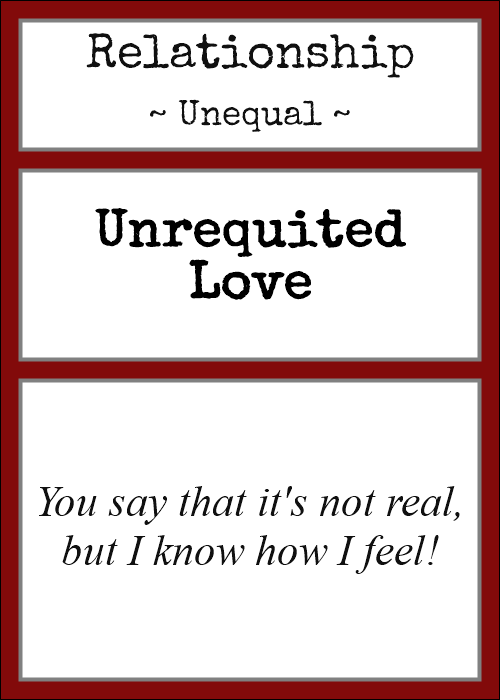 Relationship
~ Unequal ~
Unrequited
Love
You say that it's not real,
but I know how I feel!